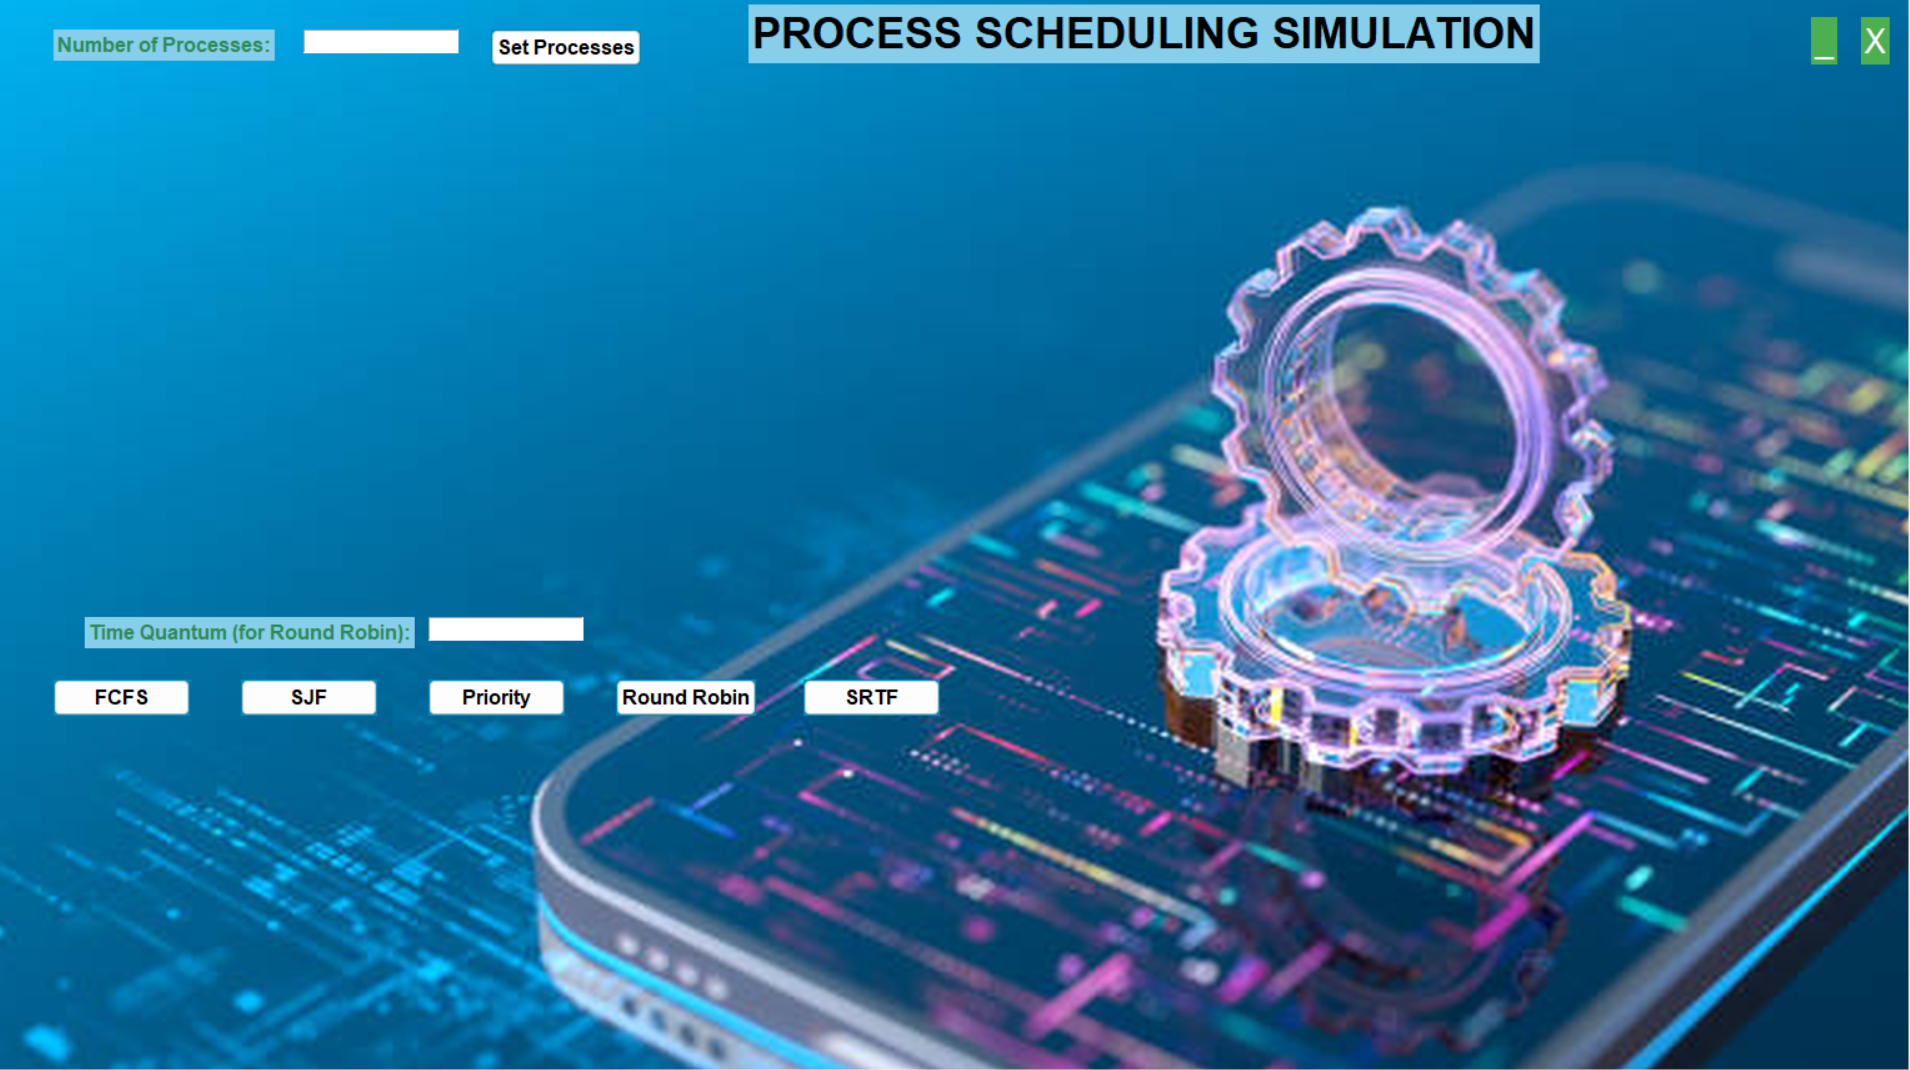 Number of Processes:
Set Processes
PROCESS SCHEDULING SIMULATION
_
X
Time Quantum (for Round Robin):
FCFS
SJF
Priority
Round Robin
SRTF